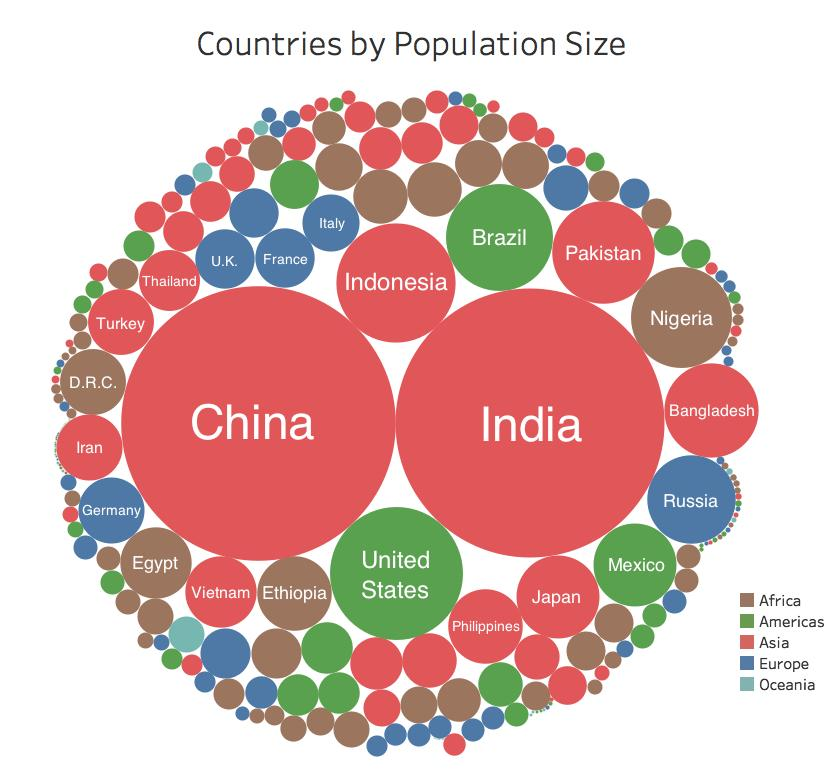 Countries by Population Size
Italy
Brazil
U.K.
France
Pakistan
Thailand
Indonesia
Turkey
Nigeria
D.R.C.
China
India
Bangladesh
Iran
Germany
Russia
Egypt
United
States
Mexico
Vietnam
Ethiopia
Japan
Philippines
Africa
Americas
Asia
Europe
Oceania